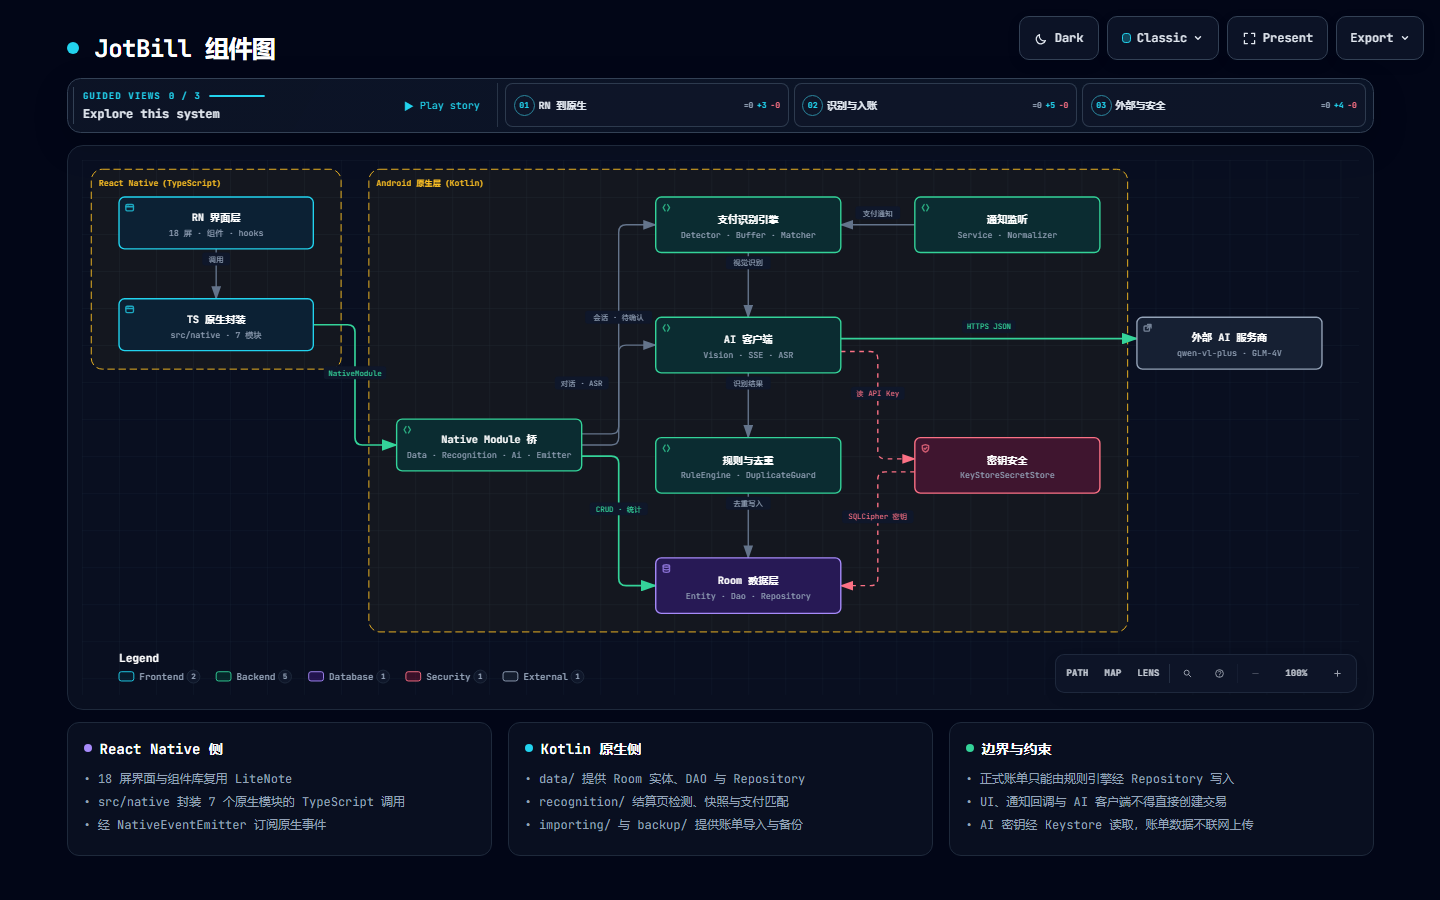 JotBill 组件图
Dark
Classic
Present
Export
GUIDED VIEWS 0 / 3
Explore this system
Play story
01 RN 到原生 =0 +3 -0
02 识别与入账 =0 +5 -0
03 外部与安全 =0 +4 -0
React Native (TypeScript)
RN 界面层
18 屏 · 组件 · hooks
调用
TS 原生封装
src/native · 7 模块
NativeModule
Android 原生层 (Kotlin)
支付识别引擎
Detector · Buffer · Matcher
支付通知
通知监听
Service · Normalizer
视觉识别
会话 · 待确认
AI 客户端
Vision · SSE · ASR
HTTPS JSON
外部 AI 服务商
qwen-vl-plus · GLM-4V
对话 · ASR
识别结果
读 API Key
Native Module 桥
Data · Recognition · Ai · Emitter
规则与去重
RuleEngine · DuplicateGuard
密钥安全
KeyStoreSecretStore
CRUD · 统计
去重写入
SQLCipher 密钥
Room 数据层
Entity · Dao · Repository
Legend
Frontend 2
Backend 5
Database 1
Security 1
External 1
PATH MAP LENS
100%
React Native 侧
• 18 屏界面与组件库复用 LiteNote
• src/native 封装 7 个原生模块的 TypeScript 调用
• 经 NativeEventEmitter 订阅原生事件
Kotlin 原生侧
• data/ 提供 Room 实体、DAO 与 Repository
• recognition/ 结算页检测、快照与支付匹配
• importing/ 与 backup/ 提供账单导入与备份
边界与约束
• 正式账单只能由规则引擎经 Repository 写入
• UI、通知回调与 AI 客户端不得直接创建交易
• AI 密钥经 Keystore 读取，账单数据不联网上传